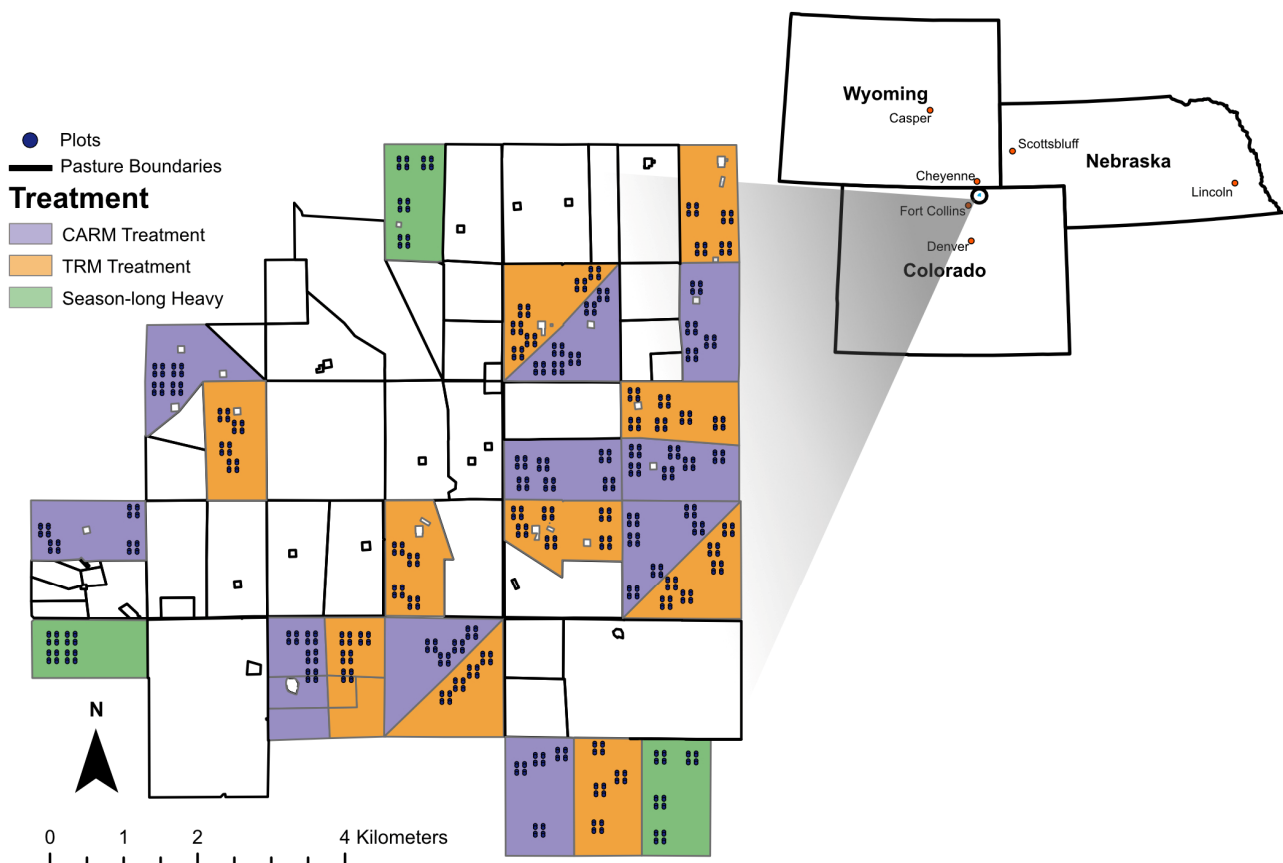 Plots
Pasture Boundaries
Treatment
CARM Treatment
TRM Treatment
Season-long Heavy
Wyoming
Casper
Scottsbluff
Nebraska
Cheyenne
Lincoln
Fort Collins
Denver
Colorado
N
0 1 2 4 Kilometers